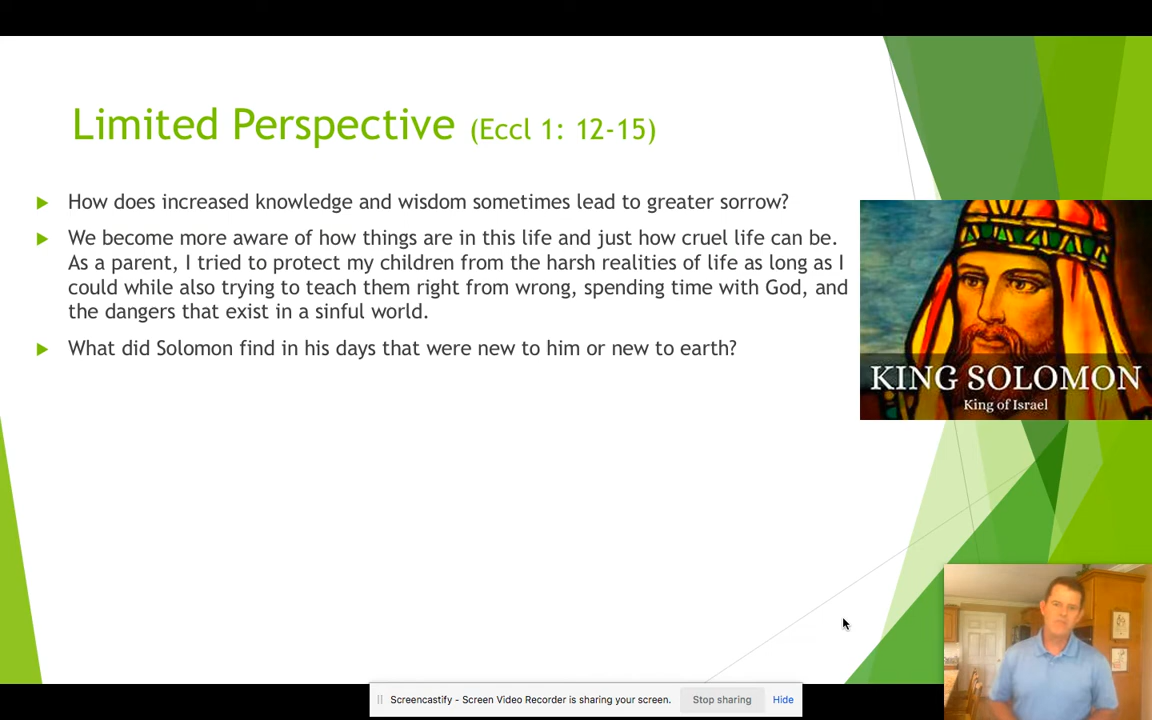 Limited Perspective (Eccl 1: 12-15)
How does increased knowledge and wisdom sometimes lead to greater sorrow?
We become more aware of how things are in this life and just how cruel life can be.
As a parent, I tried to protect my children from the harsh realities of life as long as I
could while also trying to teach them right from wrong, spending time with God, and
the dangers that exist in a sinful world.
What did Solomon find in his days that were new to him or new to earth?
KING SOLOMON
King of Israel
Screencastify - Screen Video Recorder is sharing your screen. Stop sharing Hide